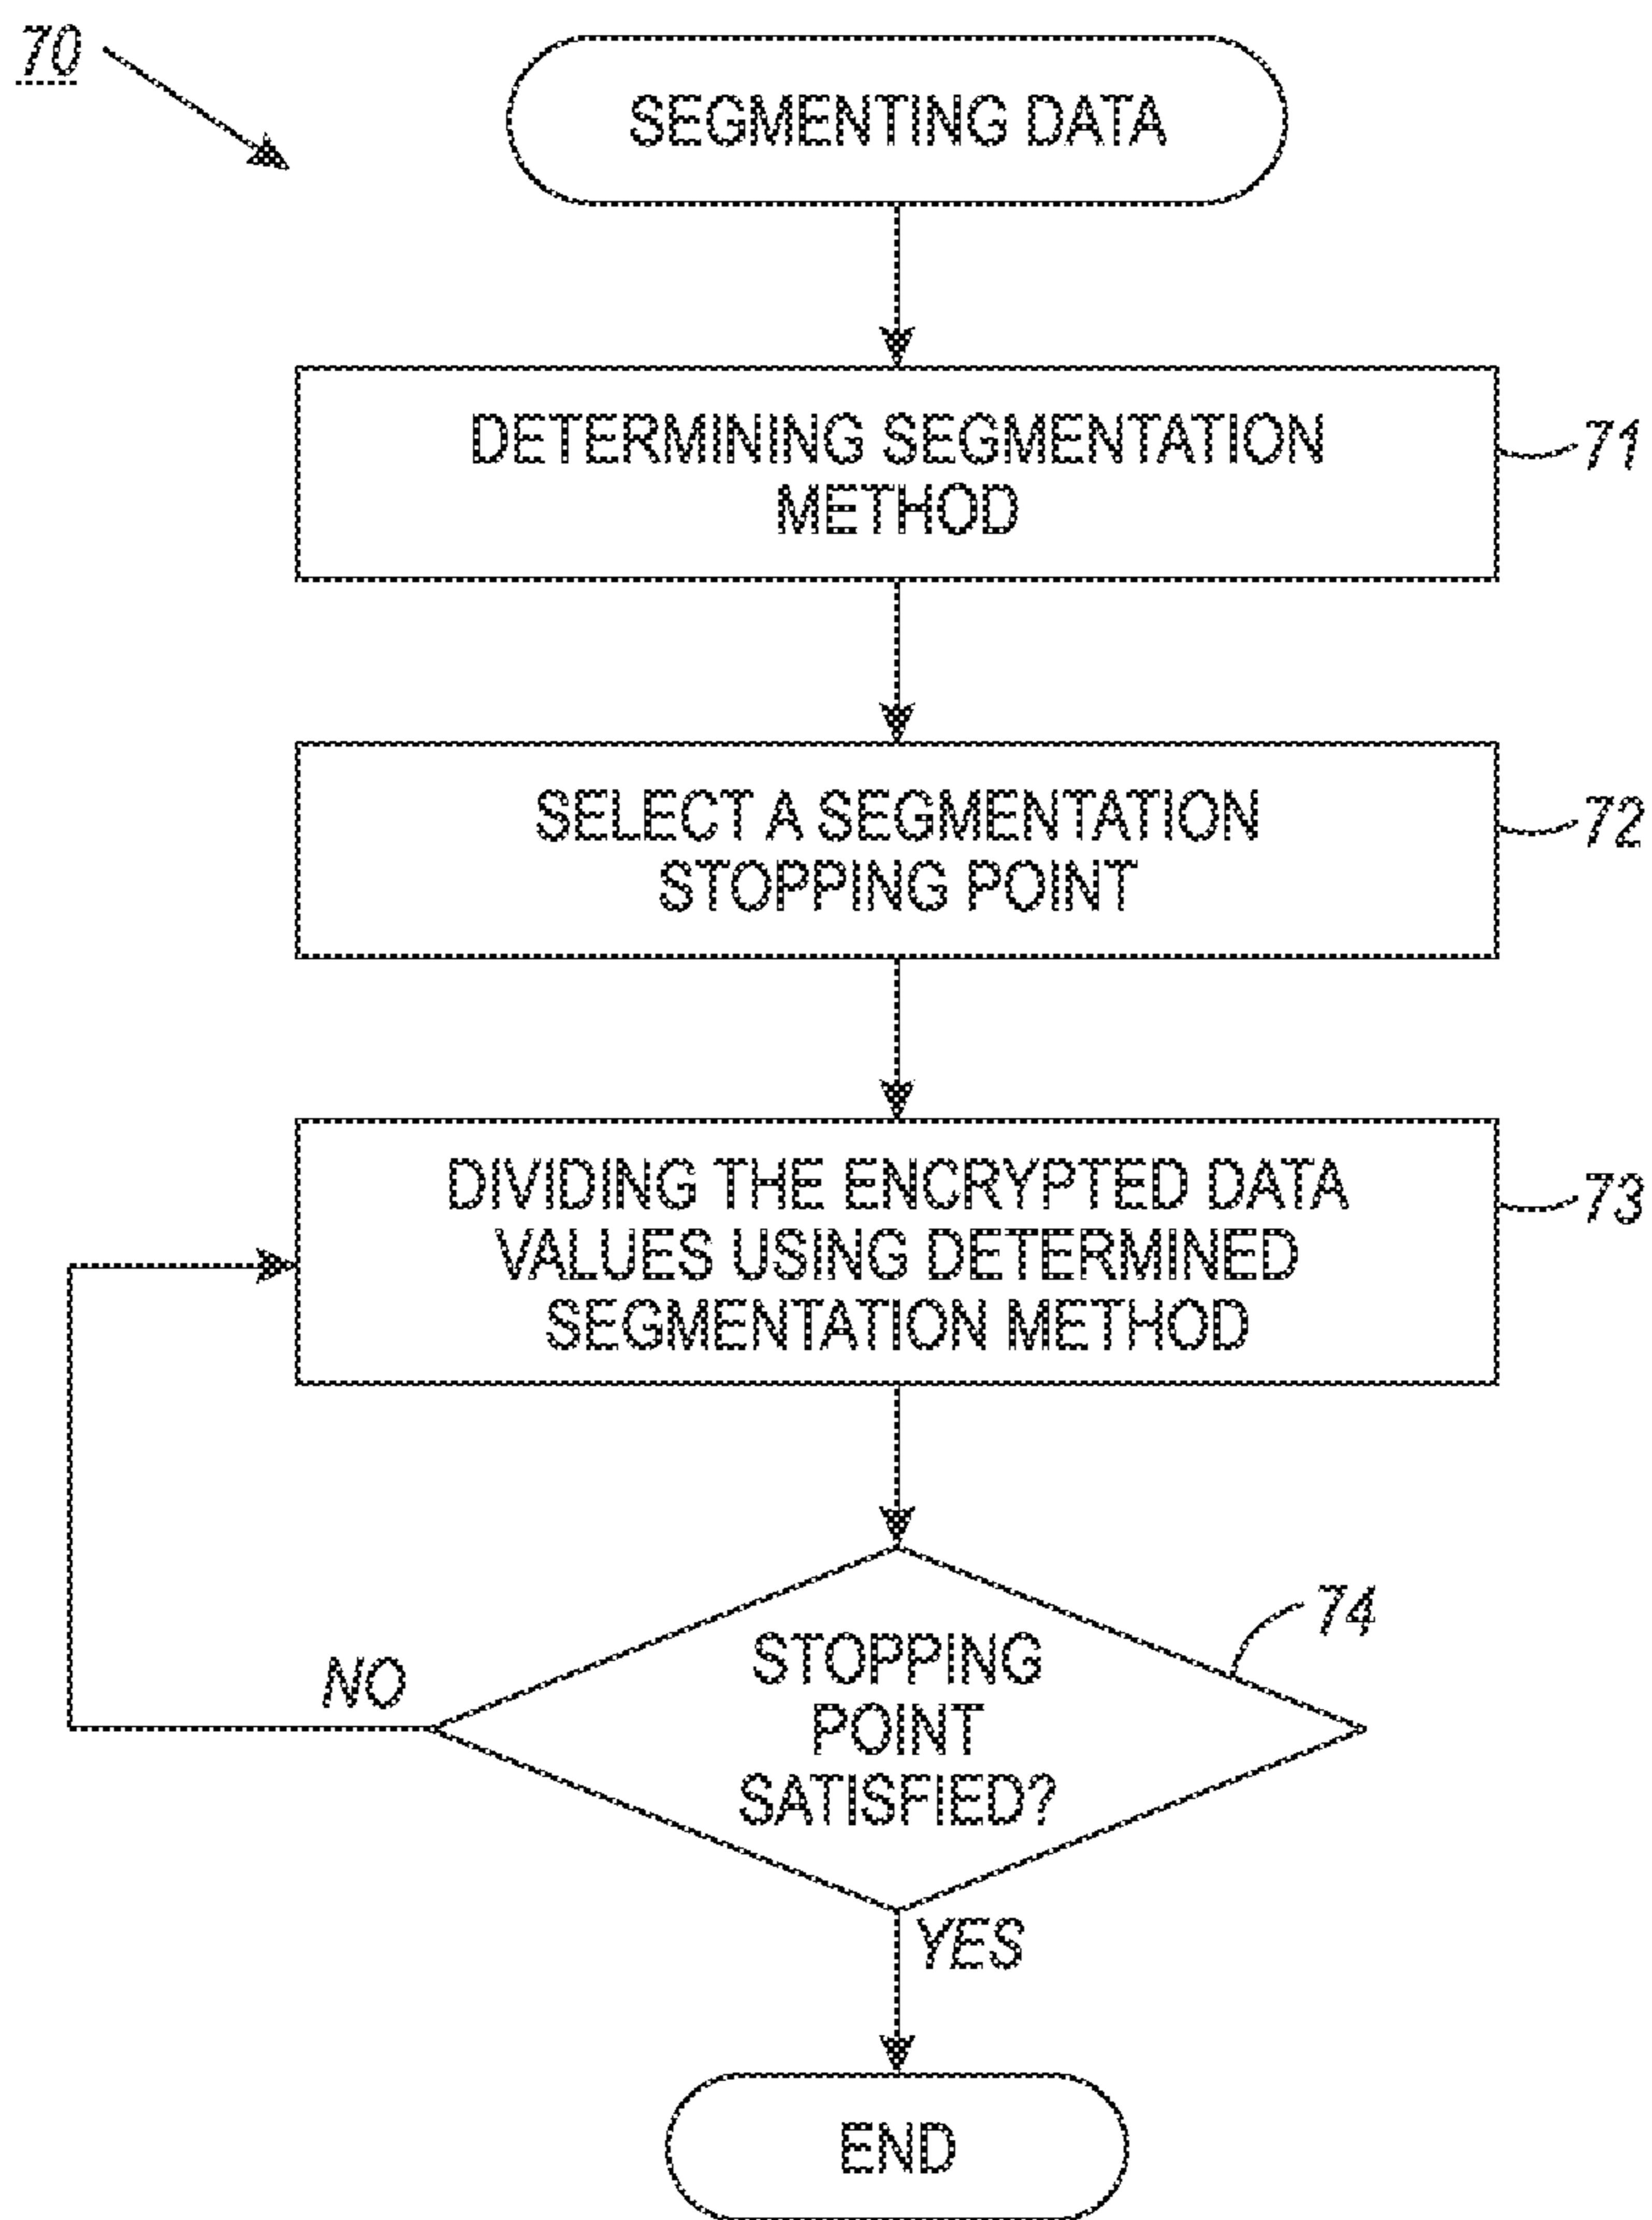 70
SEGMENTING DATA
DETERMINING SEGMENTATION
METHOD
71
SELECT A SEGMENTATION
STOPPING POINT
72
DIVIDING THE ENCRYPTED DATA
VALUES USING DETERMINED
SEGMENTATION METHOD
73
STOPPING
POINT
SATISFIED?
74
NO
YES
END